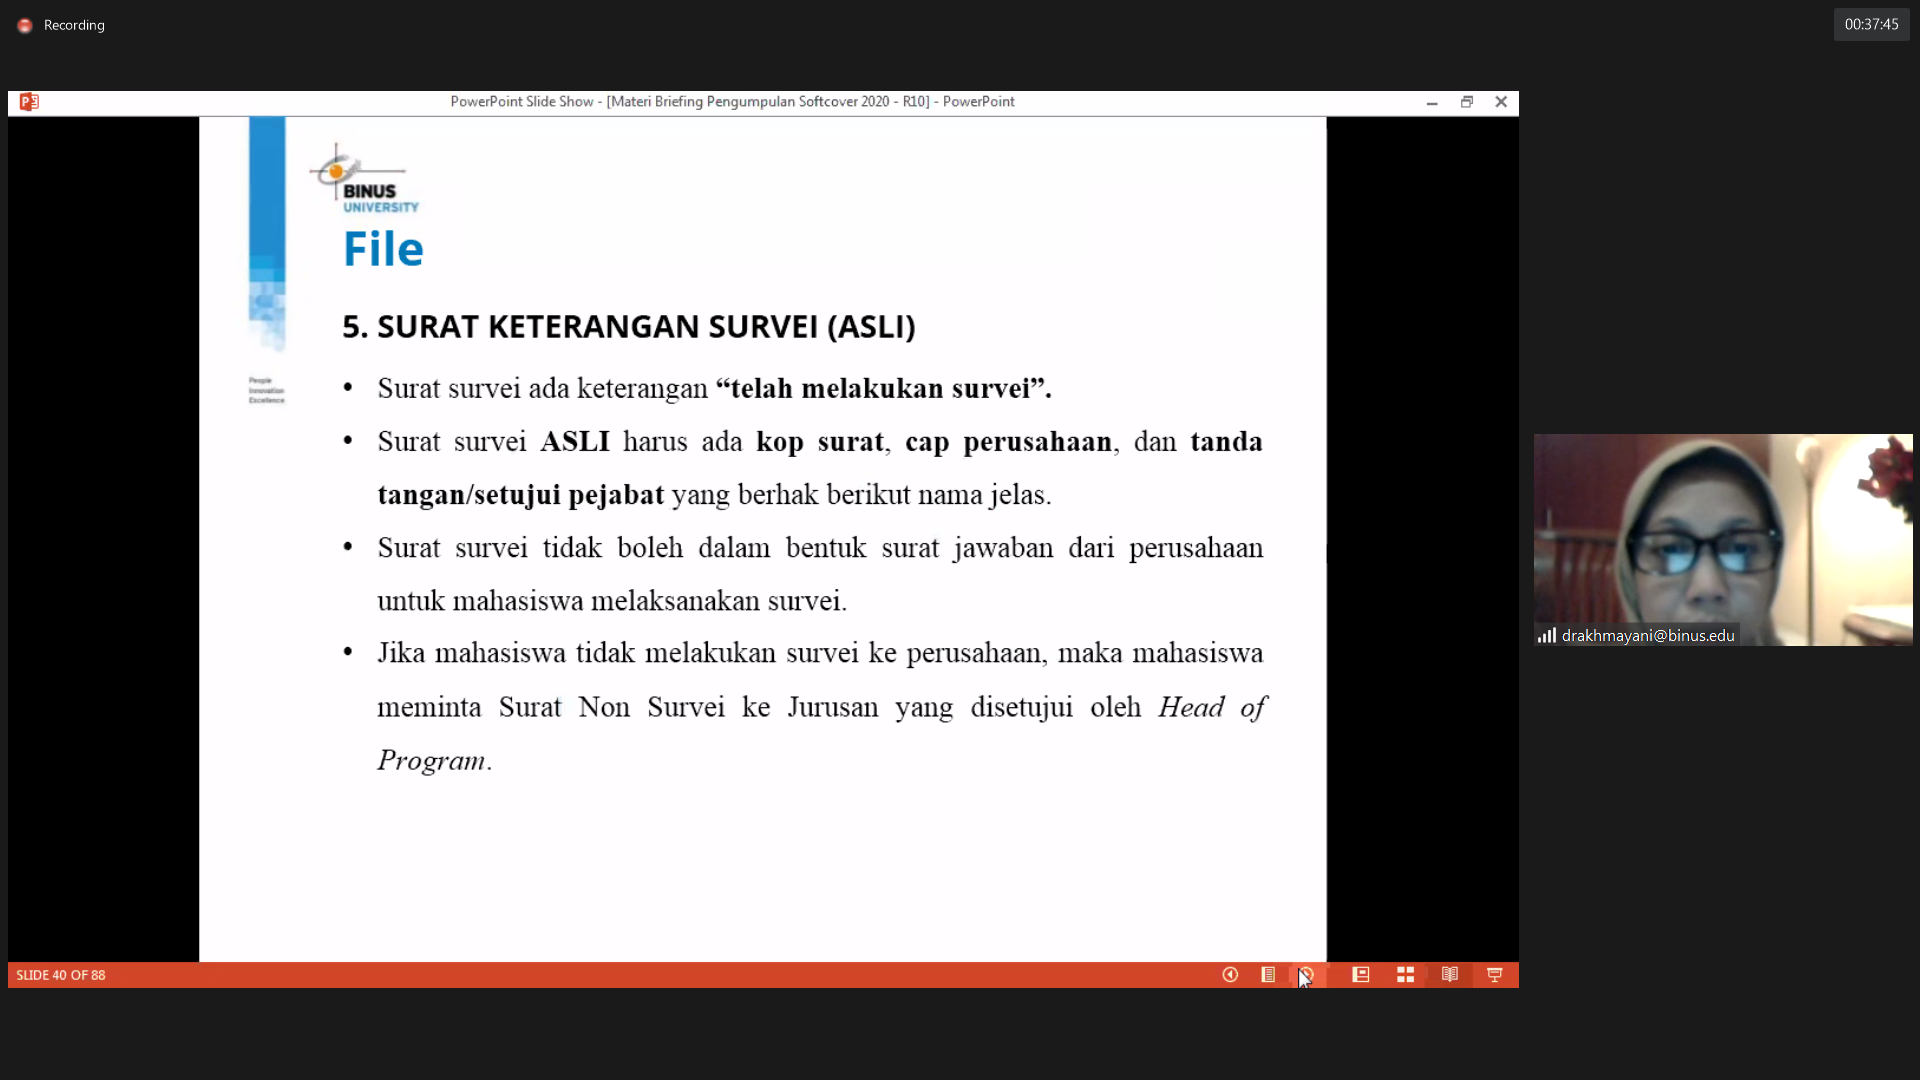 Recording
00:37:45
PowerPoint Slide Show - [Materi Briefing Pengumpulan Softcover 2020 - R10] - PowerPoint
BINUS
UNIVERSITY
File
5. SURAT KETERANGAN SURVEI (ASLI)
• Surat survei ada keterangan “telah melakukan survei”.
• Surat survei ASLI harus ada kop surat, cap perusahaan, dan tanda
tangan/setujui pejabat yang berhak berikut nama jelas.
• Surat survei tidak boleh dalam bentuk surat jawaban dari perusahaan
untuk mahasiswa melaksanakan survei.
• Jika mahasiswa tidak melakukan survei ke perusahaan, maka mahasiswa
meminta Surat Non Survei ke Jurusan yang disetujui oleh Head of
Program.
People
Innovation
Excellence
drakhmayani@binus.edu
SLIDE 40 OF 88